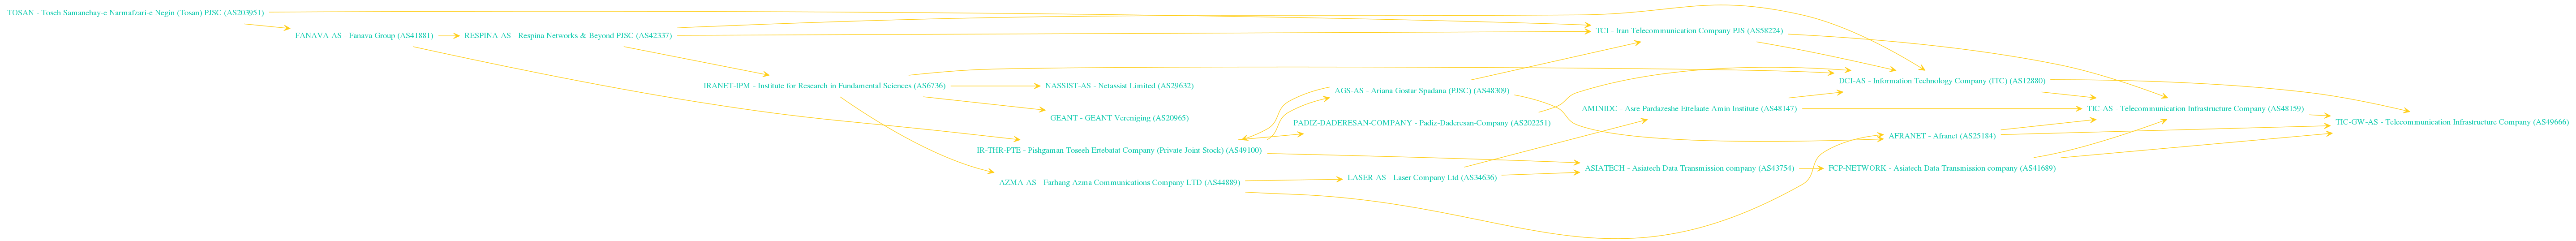 TOSAN - Toseh Samanehay-e Narmafzari-e Negin (Tosan) PJSC (AS203951)
FANAVA-AS - Fanava Group (AS41881)
RESPINA-AS - Respina Networks & Beyond PJSC (AS42337)
TCI - Iran Telecommunication Company PJS (AS58224)
IRANET-IPM - Institute for Research in Fundamental Sciences (AS6736)
NASSIST-AS - Netassist Limited (AS29632)
AGS-AS - Ariana Gostar Spadana (PJSC) (AS48309)
DCI-AS - Information Technology Company (ITC) (AS12880)
AMINIDC - Asre Pardazeshe Ettelaate Amin Institute (AS48147)
TIC-AS - Telecommunication Infrastructure Company (AS48159)
GEANT - GEANT Vereniging (AS20965)
PADIZ-DADERESAN-COMPANY - Padiz-Daderesan-Company (AS202251)
TIC-GW-AS - Telecommunication Infrastructure Company (AS49666)
AFRANET - Afranet (AS25184)
IR-THR-PTE - Pishgaman Toseeh Ertebatat Company (Private Joint Stock) (AS49100)
ASIATECH - Asiatech Data Transmission company (AS43754)
FCP-NETWORK - Asiatech Data Transmission company (AS41689)
AZMA-AS - Farhang Azma Communications Company LTD (AS44889)
LASER-AS - Laser Company Ltd (AS34636)